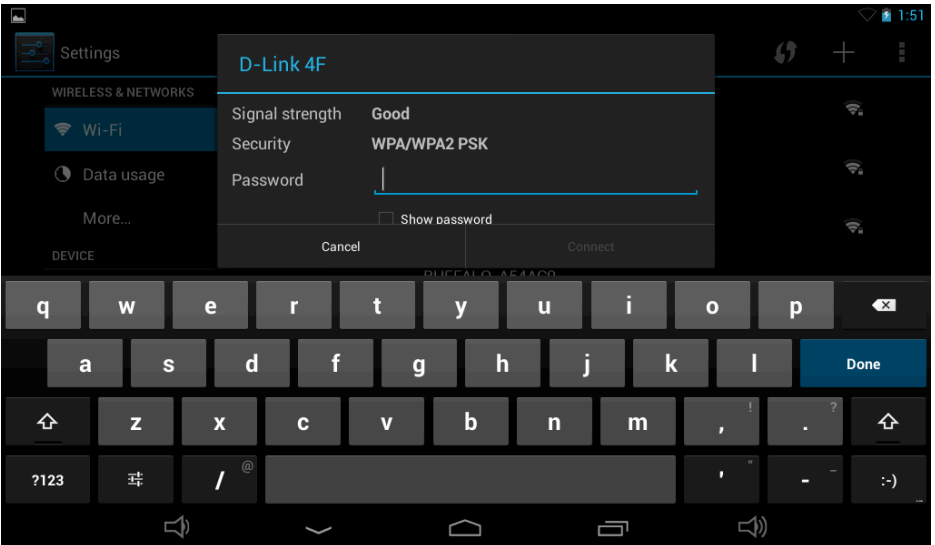 1:51
Settings
D-Link 4F
WIRELESS & NETWORKS
Wi-Fi
Data usage
More...
DEVICE
Signal strength Good
Security WPA/WPA2 PSK
Password
Show password
Cancel Connect
BUFFALO_A54AC0
q w e r t y u i o p
a s d f g h j k l Done
z x c v b n m , ! . ?
?123 / @ ' " - _ :-) ...